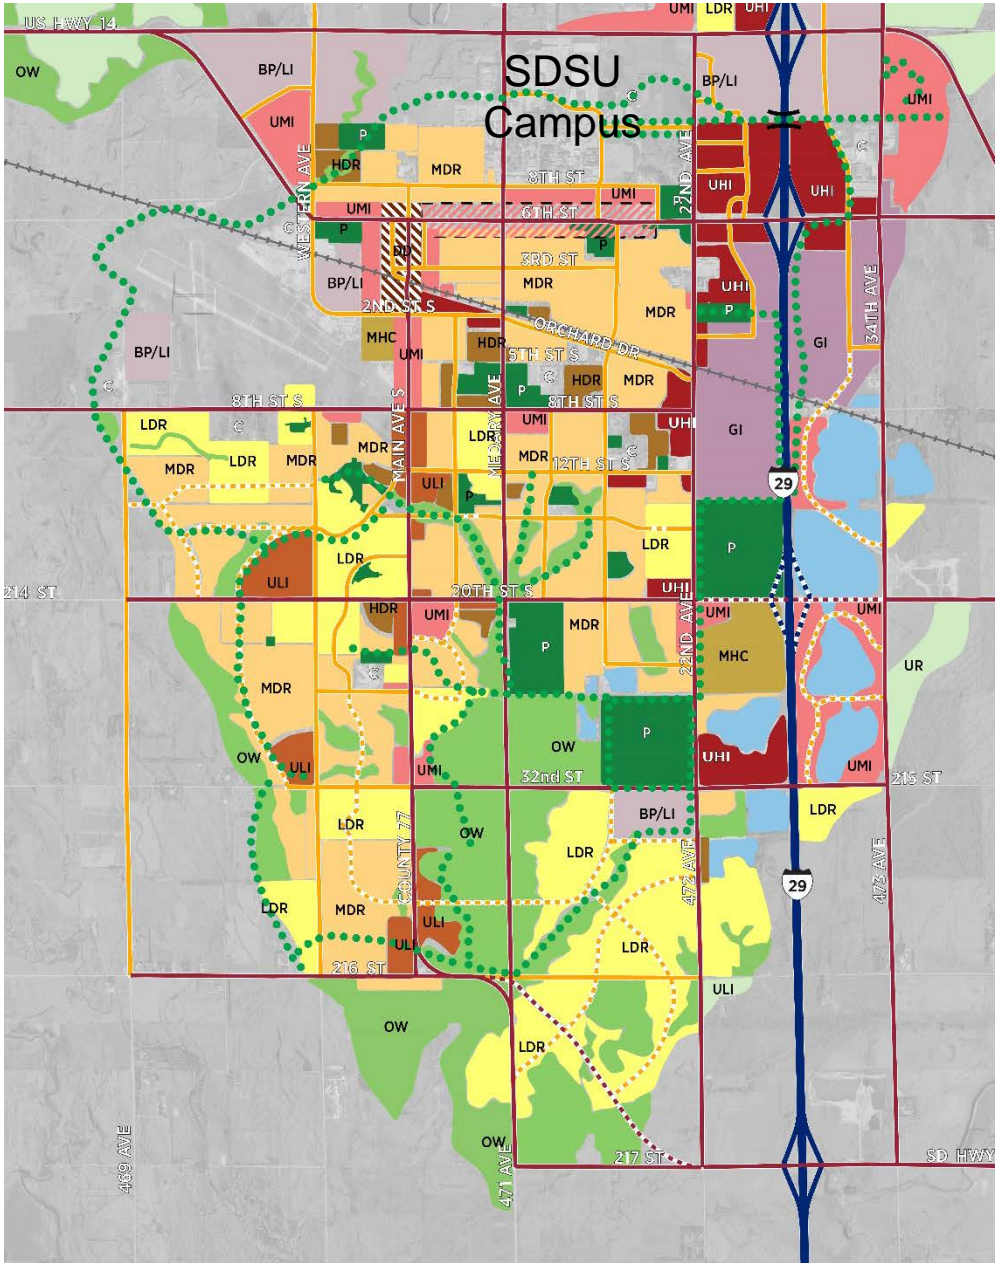 US HWY 14
UMI
LDR
UHI
OW
BP/LI
SDSU
Campus
C
BP/LI
UMI
UMI
P
HDR
MDR
C
8TH ST
22ND AVE
UHI
UHI
WESTERN AVE
UMI
UMI
P
6TH ST
C
P
DD
P
3RD ST
34TH AVE
BP/LI
MDR
UHI
2ND ST S
MDR
P
ORCHARD DR
GI
BP/LI
MHC
UMI
HDR
5TH ST S
C
P
C
HDR
MDR
8TH ST S
8TH ST S
MAIN AVE S
MEDARY AVE
LDR
C
LDR
UMI
UHI
GI
MDR
LDR
MDR
MDR
MDR
12TH ST S
C
ULI
P
29
LDR
LDR
P
214 ST
ULI
20TH ST S
UHI
HDR
UMI
P
MDR
22ND AVE
UMI
UMI
MHC
UR
C
MDR
OW
OW
P
UHI
UMI
ULI
UMI
32nd ST
215 ST
LDR
COUNTY 77
OW
BP/LI
LDR
LDR
472 AVE
473 AVE
29
LDR
MDR
ULI
ULI
LDR
216 ST
ULI
OW
LDR
469 AVE
OW
471 AVE
217 ST
SD HWY